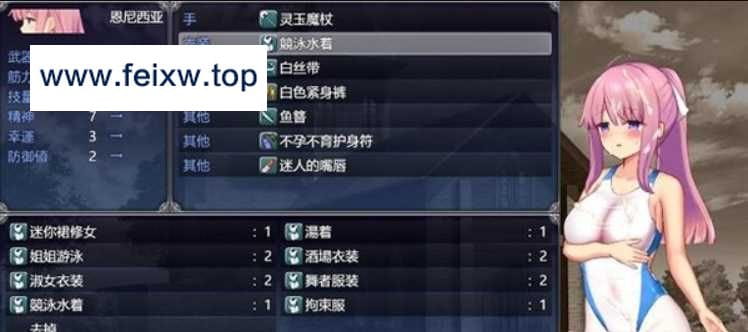 恩尼西亚
手 灵玉魔杖
競泳水着
白丝带
白色紧身裤
其他 鱼簪
其他 不孕不育护身符
其他 迷人的嘴唇
武器
筋力
技量
精神 7 →
幸運 3 →
防御値 2 →
www.feixw.top
迷你裙修女 : 1
湯着 : 1
姐姐游泳 : 2
酒場衣装 : 2
淑女衣装 : 2
舞者服装 : 2
競泳水着 : 1
拘束服 : 1
去掉